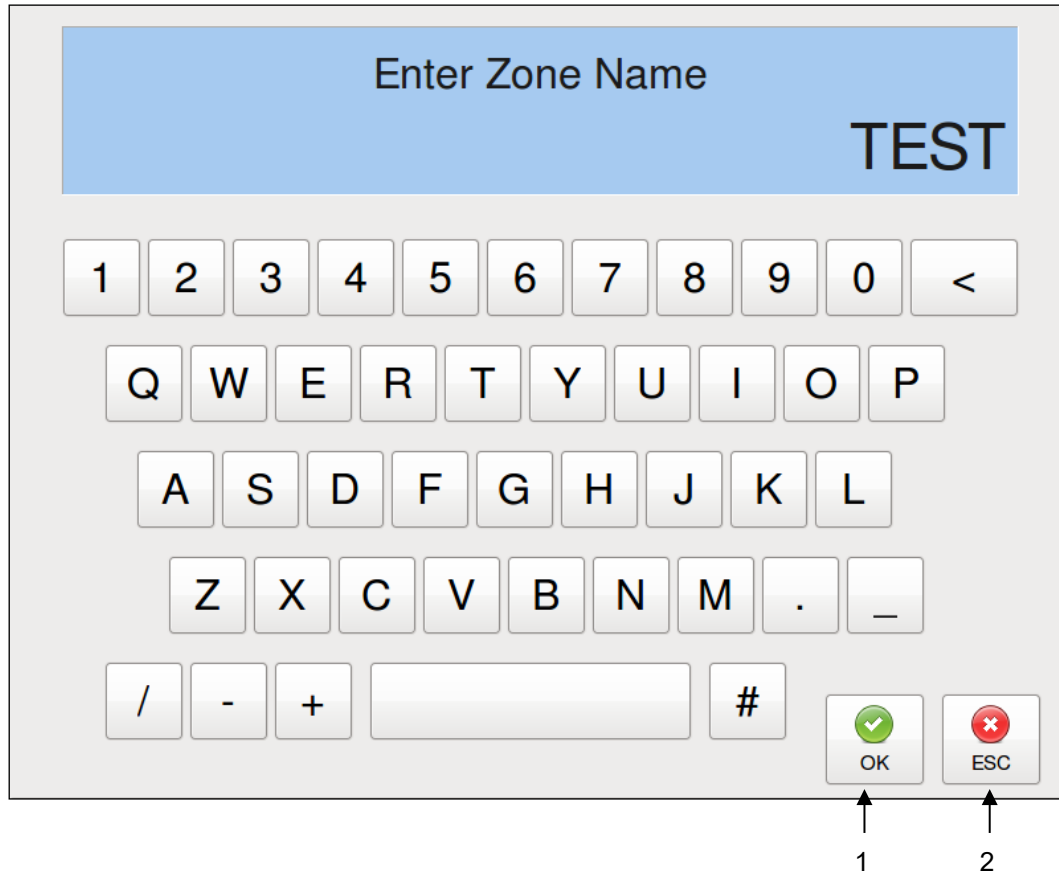 Enter Zone Name
TEST
1 2 3 4 5 6 7 8 9 0 <
Q W E R T Y U I O P
A S D F G H J K L
Z X C V B N M . _
/ - + #
OK ESC
1 2